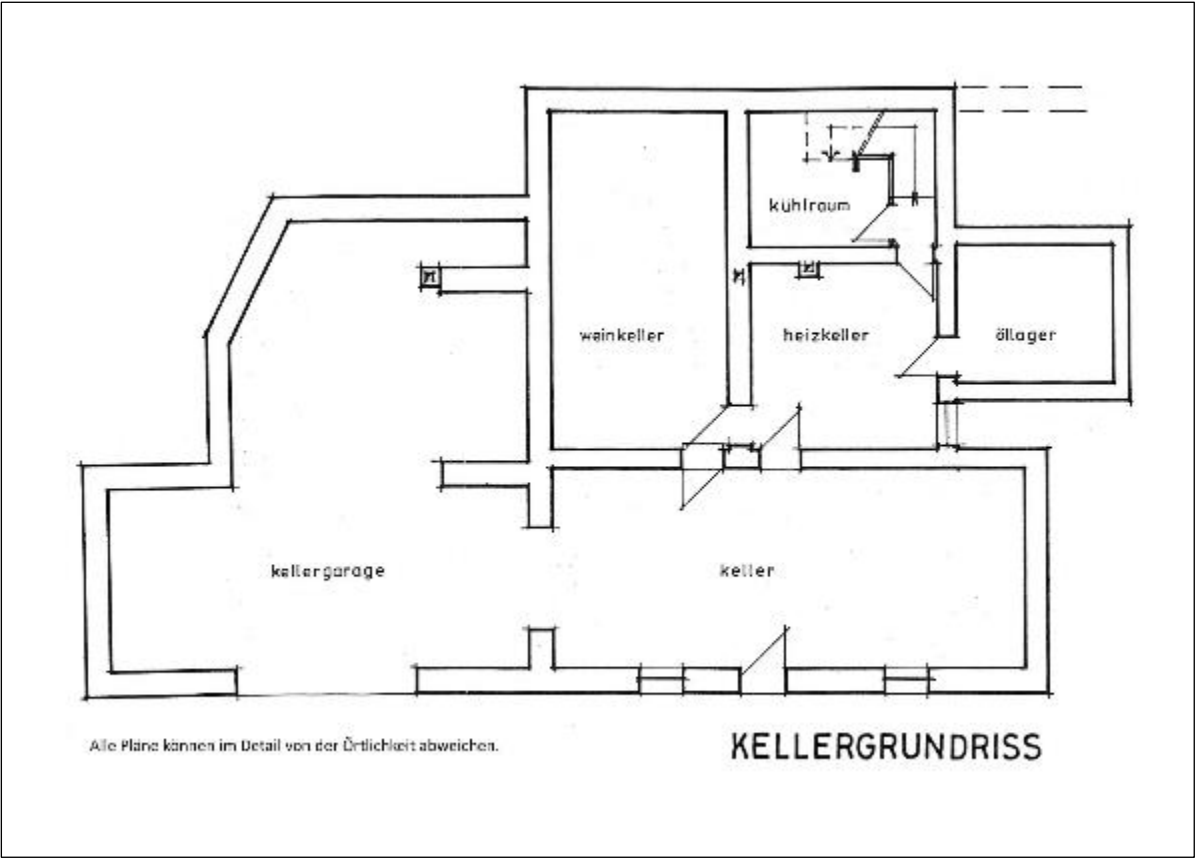 kühlraum
weinkeller
heizkeller
öllager
kellergarage
keller
Alle Pläne können im Detail von der Örtlichkeit abweichen.
KELLERGRUNDRISS